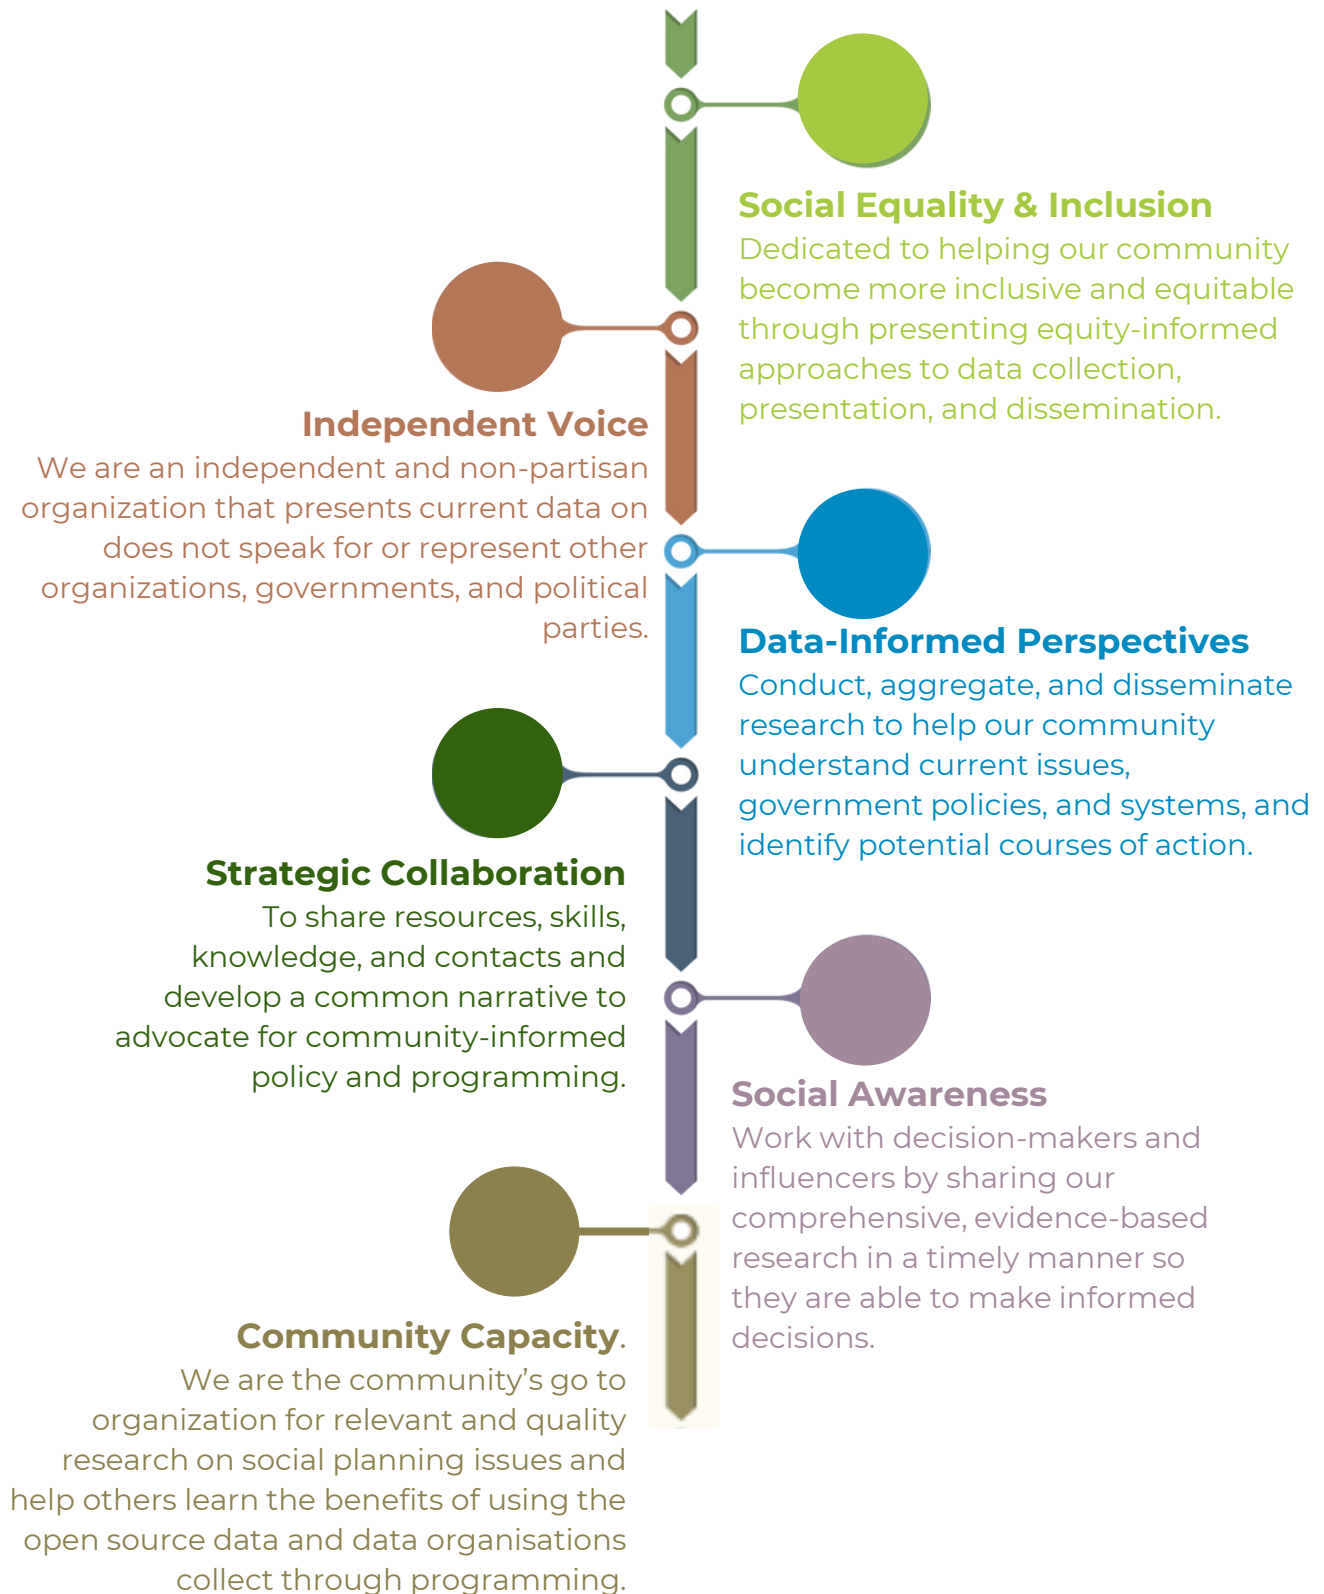 Social Equality & Inclusion
Dedicated to helping our community
become more inclusive and equitable
through presenting equity-informed
approaches to data collection,
presentation, and dissemination.
Independent Voice
We are an independent and non-partisan
organization that presents current data on
does not speak for or represent other
organizations, governments, and political
parties.
Data-Informed Perspectives
Conduct, aggregate, and disseminate
research to help our community
understand current issues,
government policies, and systems, and
identify potential courses of action.
Strategic Collaboration
To share resources, skills,
knowledge, and contacts and
develop a common narrative to
advocate for community-informed
policy and programming.
Social Awareness
Work with decision-makers and
influencers by sharing our
comprehensive, evidence-based
research in a timely manner so
they are able to make informed
decisions.
Community Capacity.
We are the community’s go to
organization for relevant and quality
research on social planning issues and
help others learn the benefits of using the
open source data and data organisations
collect through programming.